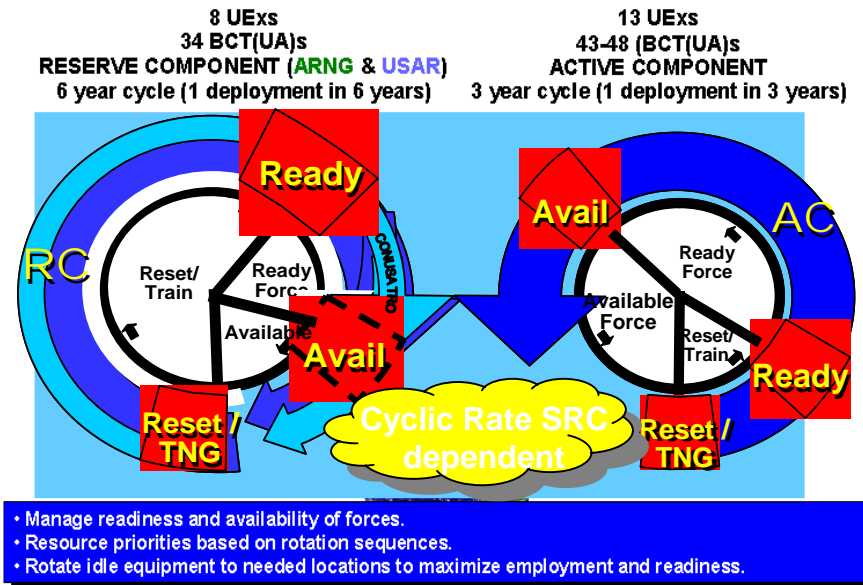 8 UExs
34 BCT(UA)s
RESERVE COMPONENT (ARNG & USAR)
6 year cycle (1 deployment in 6 years)
13 UExs
43-48 (BCT(UA)s
ACTIVE COMPONENT
3 year cycle (1 deployment in 3 years)
RC
Ready
Reset/
Train
Ready
Force
Available
Avail
CONUSA TRO
Reset /
TNG
AC
Avail
Ready
Force
Available
Force
Reset/
Train
Ready
Reset /
TNG
Cyclic Rate SRC
dependent
• Manage readiness and availability of forces.
• Resource priorities based on rotation sequences.
• Rotate idle equipment to needed locations to maximize employment and readiness.